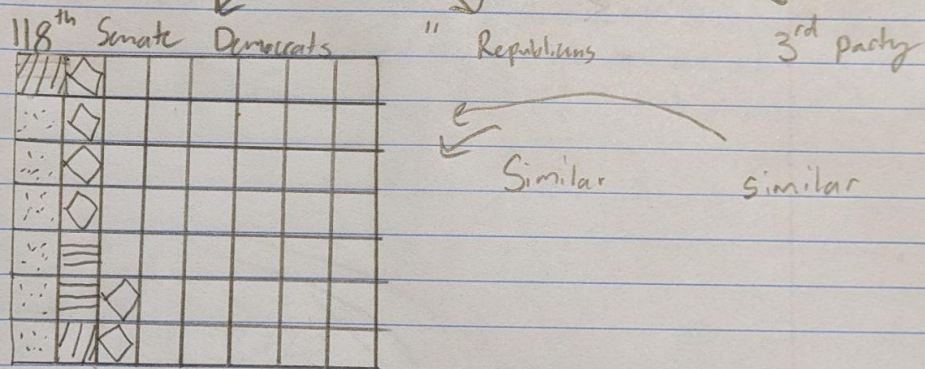 118th Senate Democrats " Republicans 3rd party
Similar similar